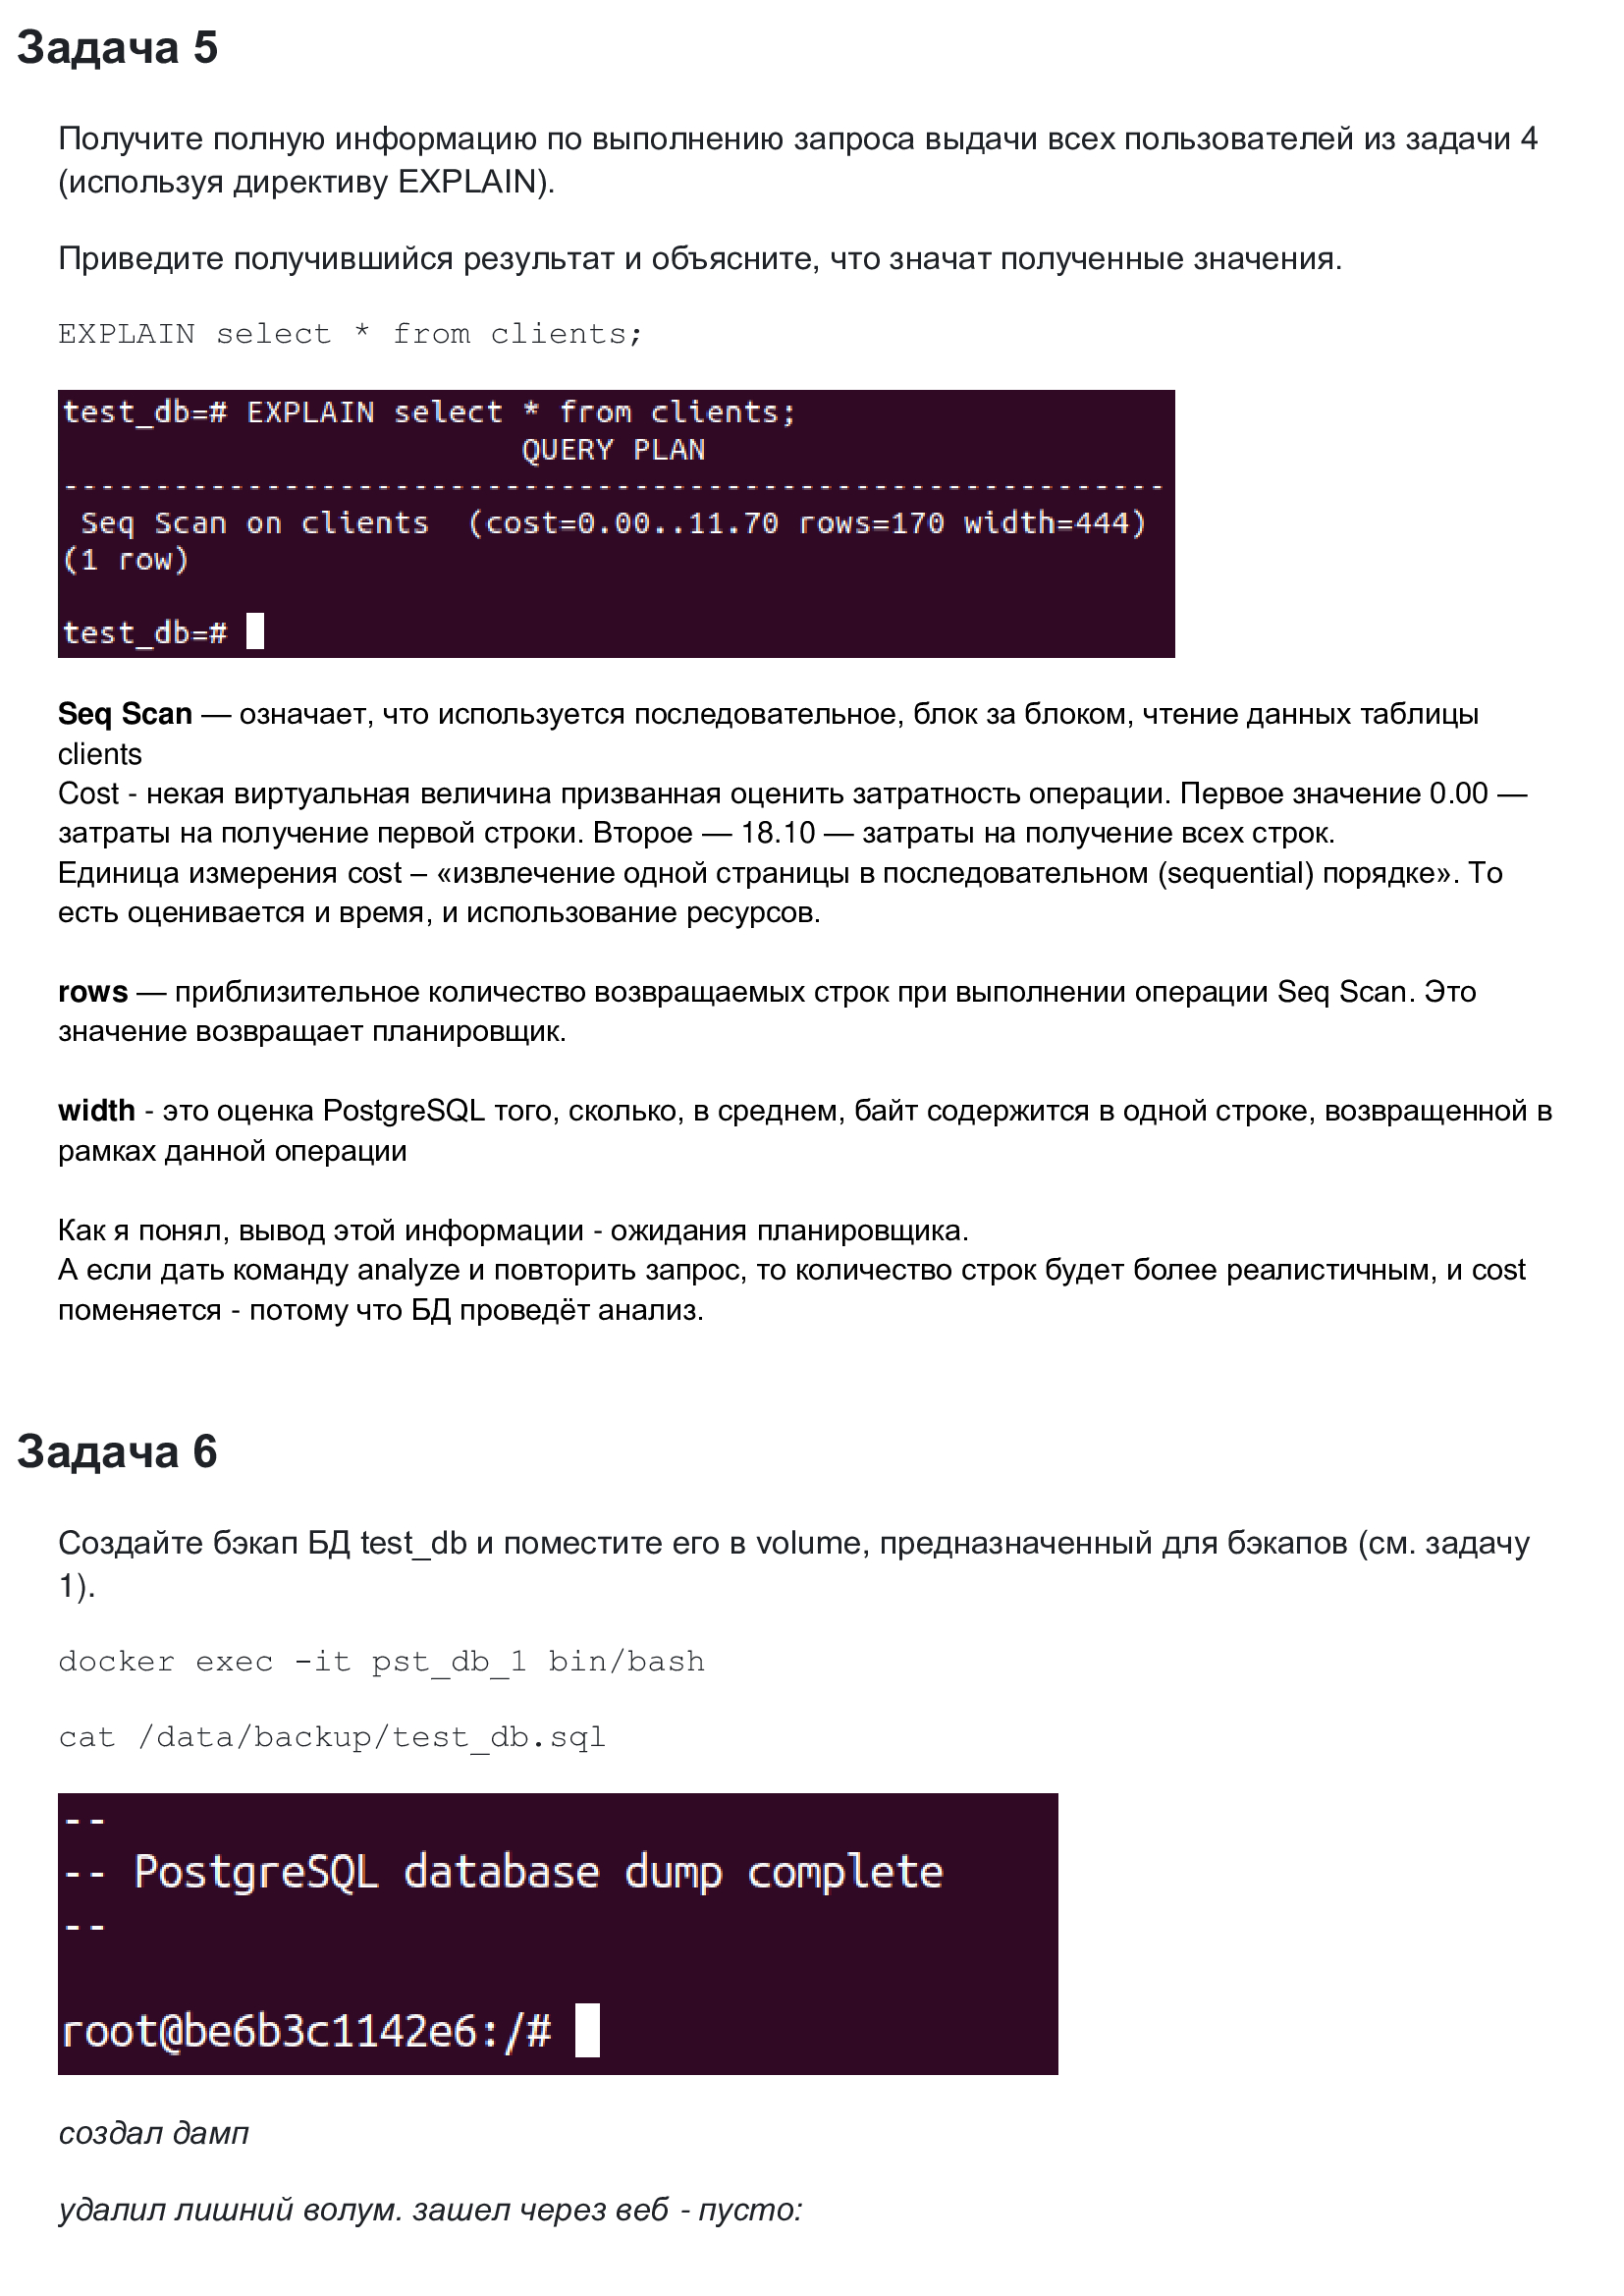 Задача 5
Получите полную информацию по выполнению запроса выдачи всех пользователей из задачи 4
(используя директиву EXPLAIN).
Приведите получившийся результат и объясните, что значат полученные значения.
EXPLAIN select * from clients;
test_db=# EXPLAIN select * from clients;
QUERY PLAN
------------------------------------------------------------
Seq Scan on clients  (cost=0.00..11.70 rows=170 width=444)
(1 row)
test_db=#
Seq Scan — означает, что используется последовательное, блок за блоком, чтение данных таблицы
clients
Cost - некая виртуальная величина призванная оценить затратность операции. Первое значение 0.00 —
затраты на получение первой строки. Второе — 18.10 — затраты на получение всех строк.
Единица измерения cost – «извлечение одной страницы в последовательном (sequential) порядке». То
есть оценивается и время, и использование ресурсов.
rows — приблизительное количество возвращаемых строк при выполнении операции Seq Scan. Это
значение возвращает планировщик.
width - это оценка PostgreSQL того, сколько, в среднем, байт содержится в одной строке, возвращенной в
рамках данной операции
Как я понял, вывод этой информации - ожидания планировщика.
А если дать команду analyze и повторить запрос, то количество строк будет более реалистичным, и cost
поменяется - потому что БД проведёт анализ.
Задача 6
Создайте бэкап БД test_db и поместите его в volume, предназначенный для бэкапов (см. задачу
1).
docker exec -it pst_db_1 bin/bash
cat /data/backup/test_db.sql
--
-- PostgreSQL database dump complete
--
root@be6b3c1142e6:/#
создал дамп
удалил лишний волум. зашел через веб - пусто: